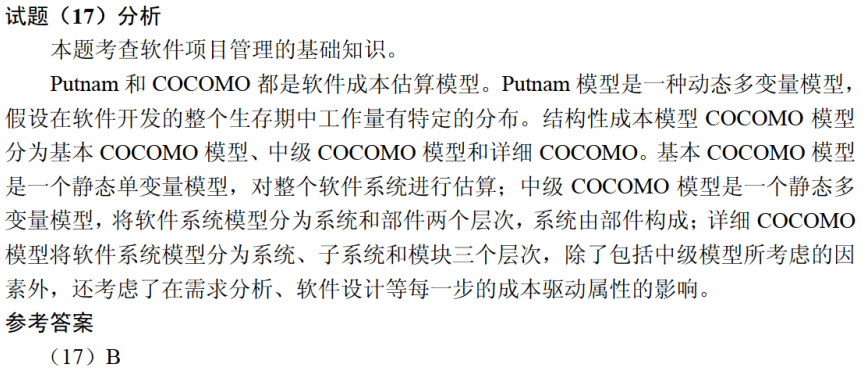 试题（17）分析
本题考查软件项目管理的基础知识。
Putnam 和 COCOMO 都是软件成本估算模型。Putnam 模型是一种动态多变量模型，
假设在软件开发的整个生存期中工作量有特定的分布。结构性成本模型 COCOMO 模型
分为基本 COCOMO 模型、中级 COCOMO 模型和详细 COCOMO。基本 COCOMO 模型
是一个静态单变量模型，对整个软件系统进行估算；中级 COCOMO 模型是一个静态多
变量模型，将软件系统模型分为系统和部件两个层次，系统由部件构成；详细 COCOMO
模型将软件系统模型分为系统、子系统和模块三个层次，除了包括中级模型所考虑的因
素外，还考虑了在需求分析、软件设计等每一步的成本驱动属性的影响。
参考答案
（17）B